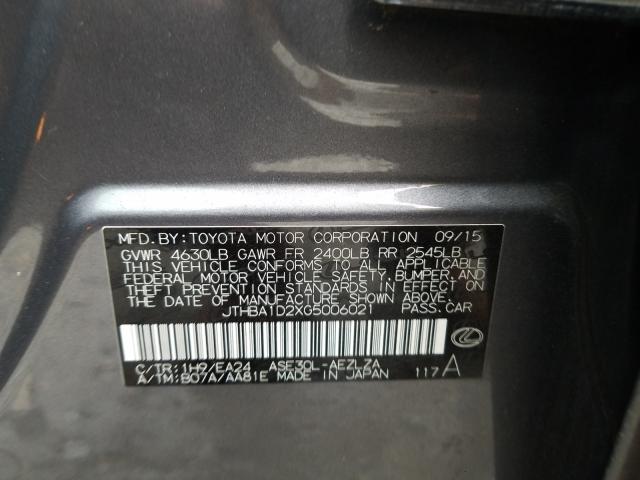 MFD.BY:TOYOTA MOTOR CORPORATION 09/15
GVWR 4630LB GAWR FR 2400LB RR 2545LB
THIS VEHICLE CONFORMS TO ALL APPLICABLE
FEDERAL MOTOR VEHICLE SAFETY, BUMPER, AND
THEFT PREVENTION STANDARDS IN EFFECT ON
THE DATE OF MANUFACTURE SHOWN ABOVE.
JTHBA1D2XG5006021 PASS.CAR
C/TR:1H9/EA24 ASE30L-AEZLZA
A/TM:B07A/AA81E MADE IN JAPAN 117 A